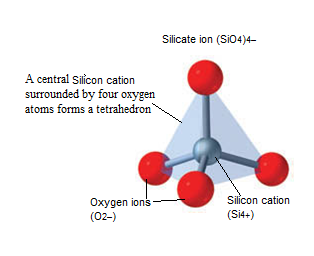 Silicate ion (SiO4)4–
A central Silicon cation
surrounded by four oxygen
atoms forms a tetrahedron
Oxygen ions
(O2–)
Silicon cation
(Si4+)